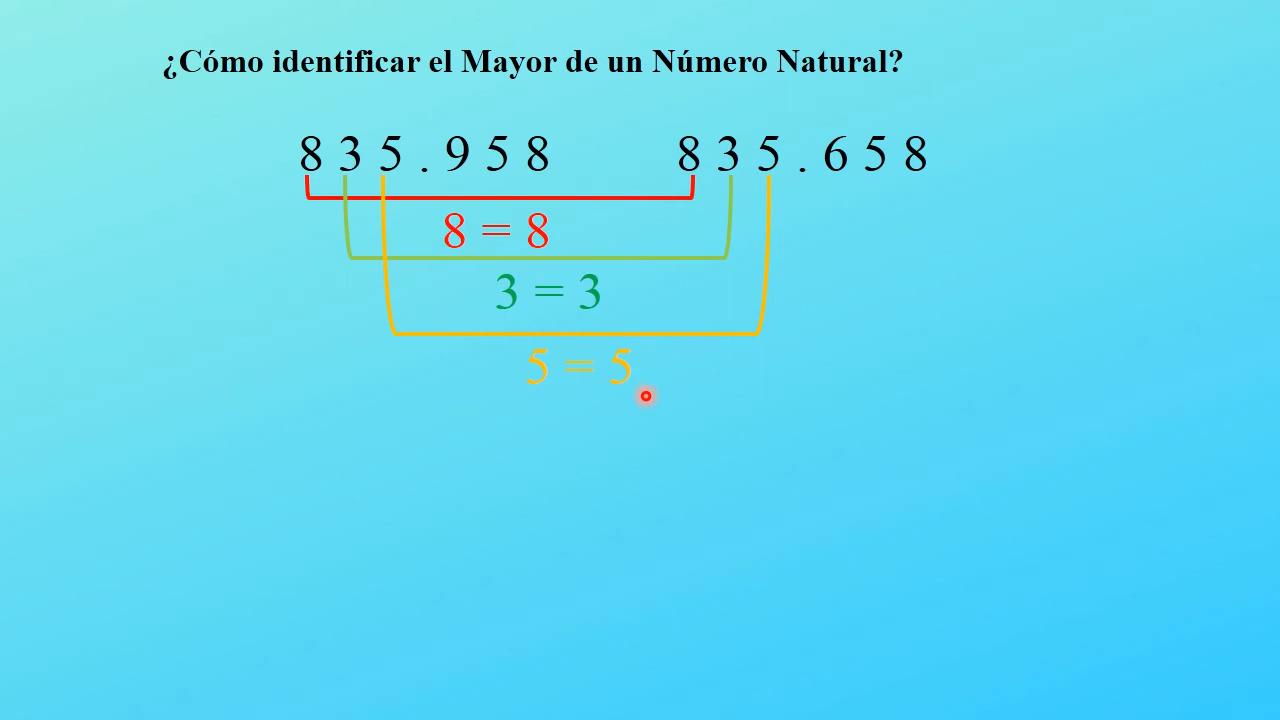 ¿Cómo identificar el Mayor de un Número Natural?
8 3 5 . 9 5 8 8 3 5 . 6 5 8
8 = 8
3 = 3
5 = 5